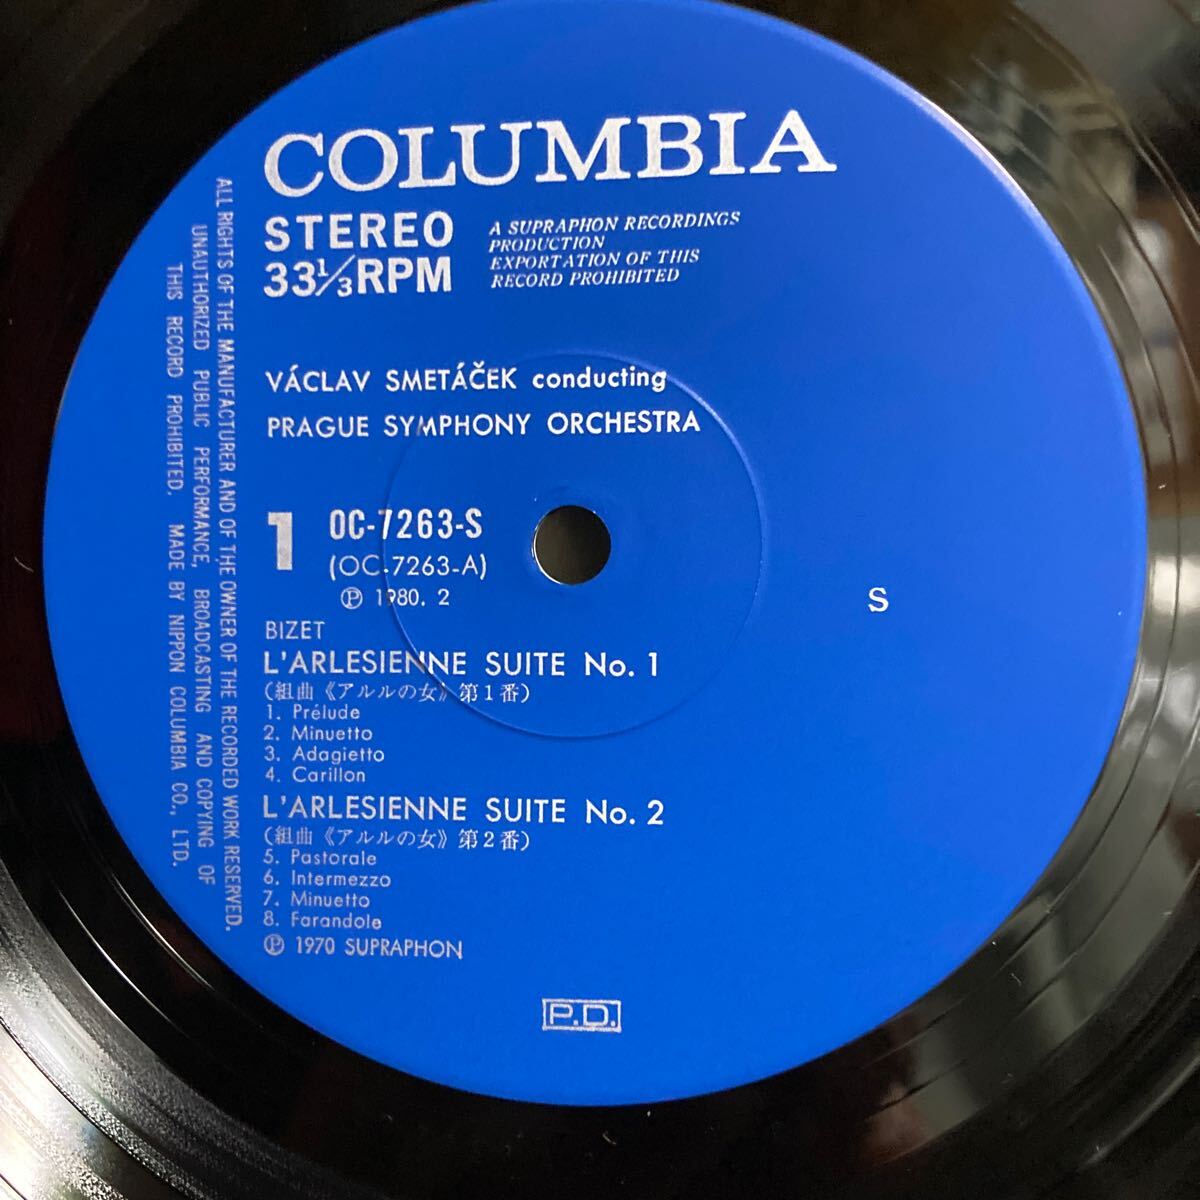 COLUMBIA
STEREO
33⅓RPM
A SUPRAPHON RECORDINGS
PRODUCTION
EXPORTATION OF THIS
RECORD PROHIBITED
VÁCLAV SMETÁČEK conducting
PRAGUE SYMPHONY ORCHESTRA
1
OC-7263-S
(OC-7263-A)
Ⓟ 1980. 2
S
BIZET
L'ARLESIENNE SUITE No. 1
(組曲《アルルの女》第1番)
1. Prélude
2. Minuetto
3. Adagietto
4. Carillon
L'ARLESIENNE SUITE No. 2
(組曲《アルルの女》第2番)
5. Pastorale
6. Intermezzo
7. Minuetto
8. Farandole
Ⓟ 1970 SUPRAPHON
P.D.
ALL RIGHTS OF THE MANUFACTURER AND OF THE OWNER OF THE RECORDED WORK RESERVED.
UNAUTHORIZED PUBLIC PERFORMANCE, BROADCASTING AND COPYING OF
THIS RECORD PROHIBITED. MADE BY NIPPON COLUMBIA CO., LTD.